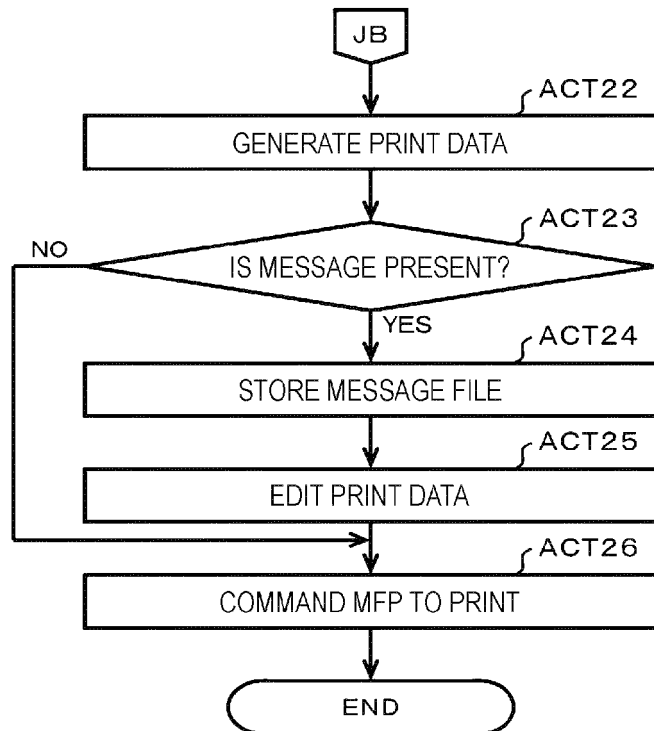 JB
ACT22
GENERATE PRINT DATA
ACT23
NO
IS MESSAGE PRESENT?
YES
ACT24
STORE MESSAGE FILE
ACT25
EDIT PRINT DATA
ACT26
COMMAND MFP TO PRINT
END